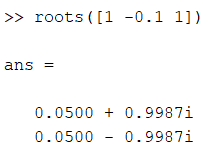 >> roots([1 -0.1 1])
ans =
0.0500 + 0.9987i
0.0500 - 0.9987i